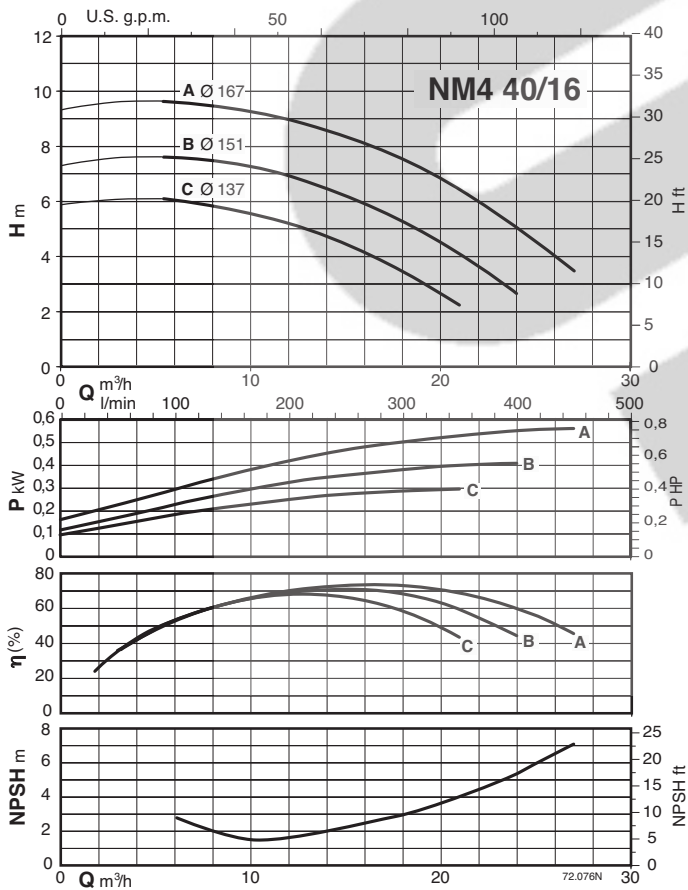 0 U.S. g.p.m. 50 100
12 40
35
10 A Ø 167 NM4 40/16 30
8 B Ø 151 25
6 C Ø 137 20
H m H ft
15
4 10
2 5
0 0
0 Q m³/h 10 20 30
0 l/min 100 200 300 400 500
0,6 0,8
0,5 A 0,6
0,4 B
0,3 C 0,4
P kW P HP
0,2 0,2
0,1
0 0
80
60
40 C B A
η (%)
20
0
8 25
6 20
15
4 10
NPSH m NPSH ft
2 5
0 0
72.076N
0 Q m³/h 10 20 30